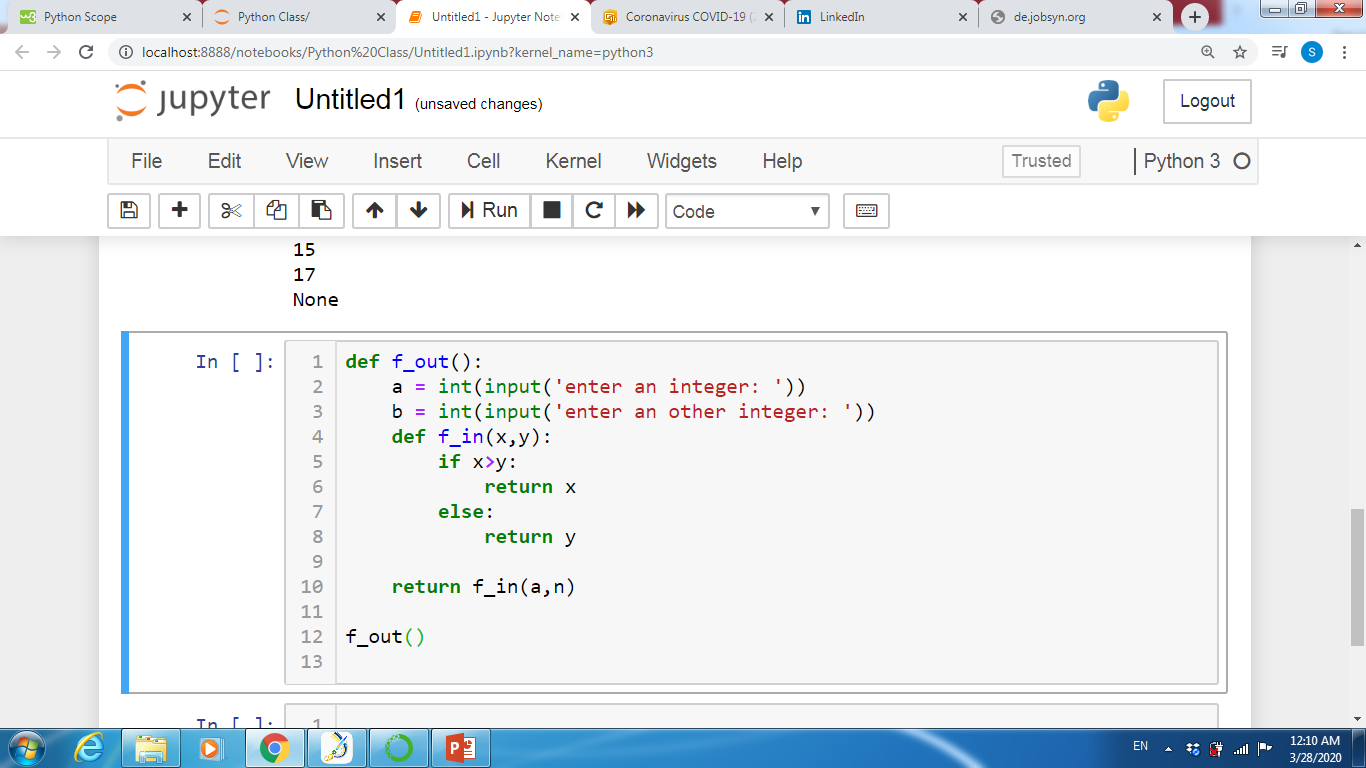 Python Scope
Python Class/
Untitled1 - Jupyter Note
Coronavirus COVID-19 (2
LinkedIn
de.jobsyn.org
localhost:8888/notebooks/Python%20Class/Untitled1.ipynb?kernel_name=python3
S
jupyter Untitled1 (unsaved changes)
Logout
File Edit View Insert Cell Kernel Widgets Help
Trusted
Python 3
Run
Code
15
17
None
In [ ]:
1 def f_out():
2     a = int(input('enter an integer: '))
3     b = int(input('enter an other integer: '))
4     def f_in(x,y):
5         if x>y:
6             return x
7         else:
8             return y
9
10     return f_in(a,n)
11
12 f_out()
13
In [ ]: 1
EN
12:10 AM
3/28/2020